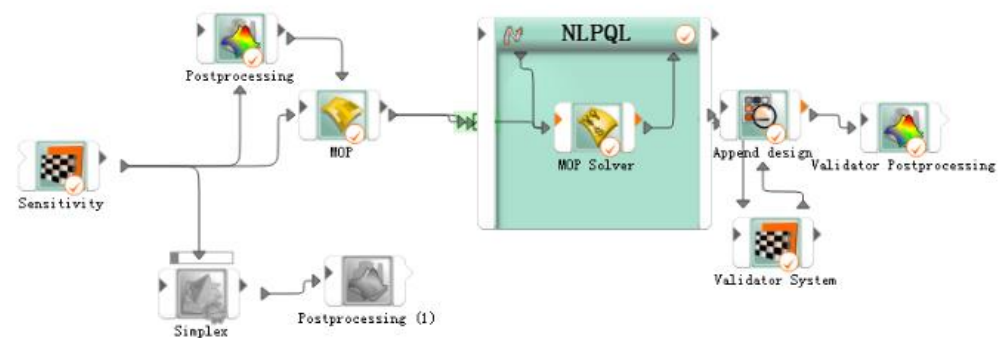 NLPQL
Postprocessing
MOP
MOP Solver
Append design
Validator Postprocessing
Sensitivity
Validator System
Simplex
Postprocessing (1)